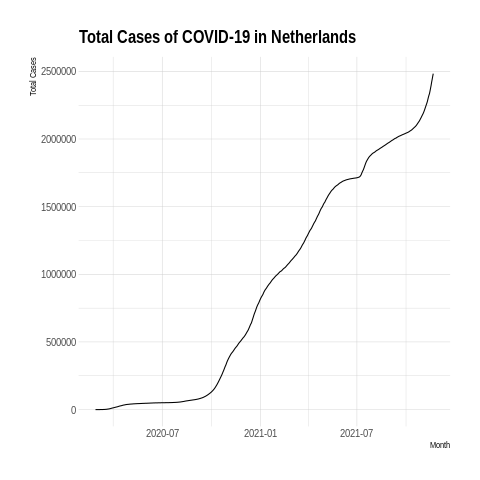 Total Cases of COVID-19 in Netherlands
Total Cases
2500000
2000000
1500000
1000000
500000
0
2020-07 2021-01 2021-07
Month